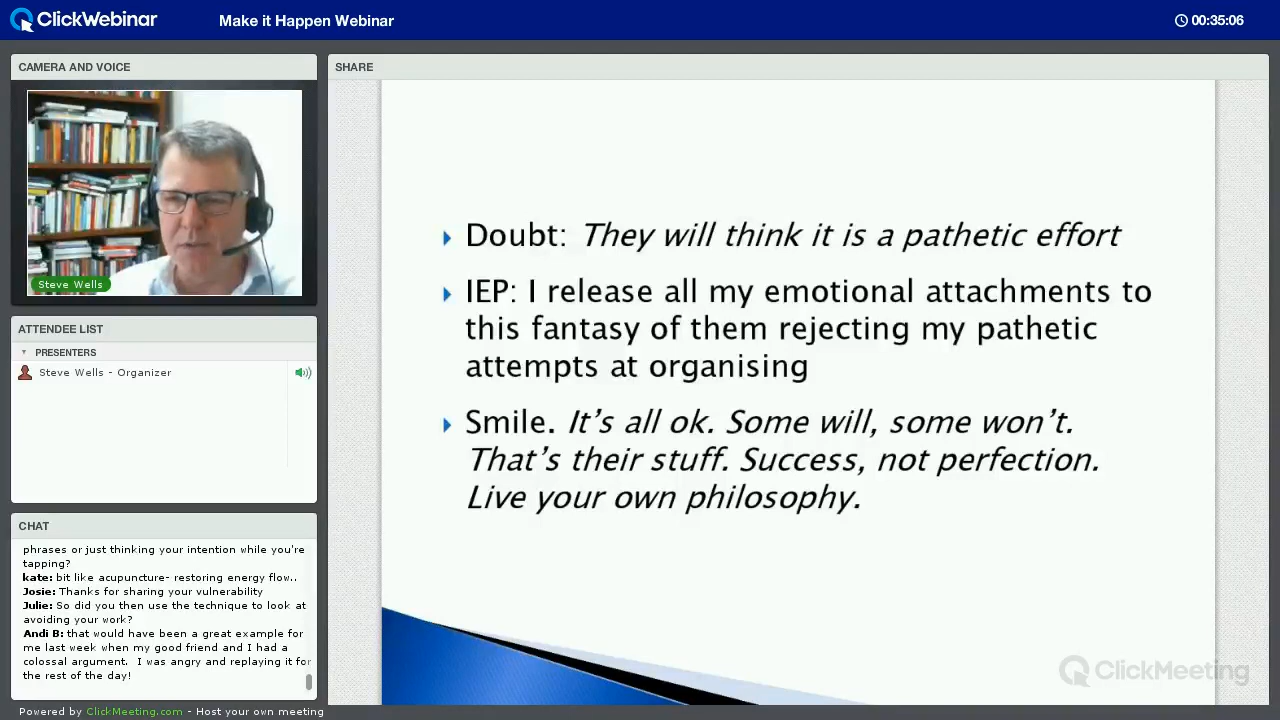 ClickWebinar
Make it Happen Webinar
00:35:06
CAMERA AND VOICE
Steve Wells
ATTENDEE LIST
PRESENTERS
Steve Wells - Organizer
CHAT
phrases or just thinking your intention while you're
tapping?
kate: bit like acupuncture- restoring energy flow..
Josie: Thanks for sharing your vulnerability
Julie: So did you then use the technique to look at
avoiding your work?
Andi B: that would have been a great example for
me last week when my good friend and I had a
colossal argument. I was angry and replaying it for
the rest of the day!
Powered by ClickMeeting.com - Host your own meeting
SHARE
Doubt: They will think it is a pathetic effort
IEP: I release all my emotional attachments to
this fantasy of them rejecting my pathetic
attempts at organising
Smile. It's all ok. Some will, some won't.
That's their stuff. Success, not perfection.
Live your own philosophy.
ClickMeeting